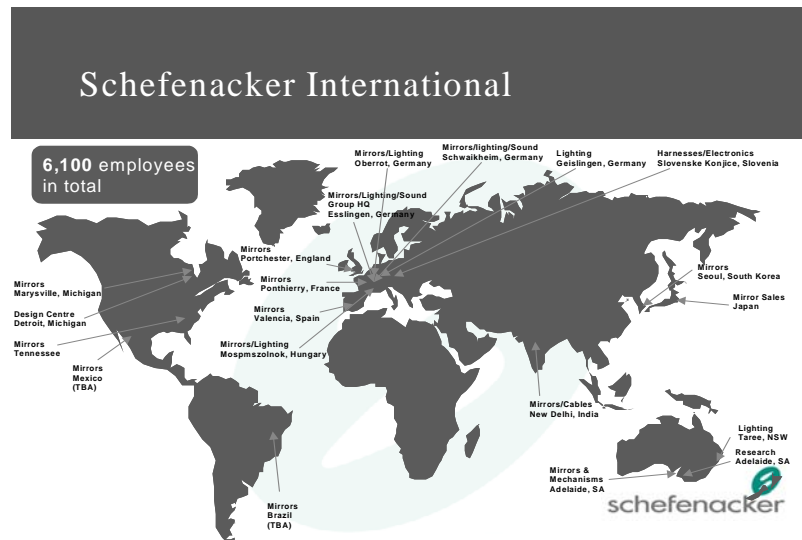 Schefenacker International
6,100 employees
in total
Mirrors/Lighting
Oberrot, Germany
Mirrors/lighting/Sound
Schwaikheim, Germany
Lighting
Geislingen, Germany
Harnesses/Electronics
Slovenske Konjice, Slovenia
Mirrors/Lighting/Sound
Group HQ
Esslingen, Germany
Mirrors
Portchester, England
Mirrors
Ponthierry, France
Mirrors
Valencia, Spain
Mirrors/Lighting
Mospmszolnok, Hungary
Mirrors
Marysville, Michigan
Design Centre
Detroit, Michigan
Mirrors
Tennessee
Mirrors
Mexico
(TBA)
Mirrors
Seoul, South Korea
Mirror Sales
Japan
Mirrors/Cables
New Delhi, India
Lighting
Taree, NSW
Research
Adelaide, SA
Mirrors &
Mechanisms
Adelaide, SA
Mirrors
Brazil
(TBA)
schefenacker